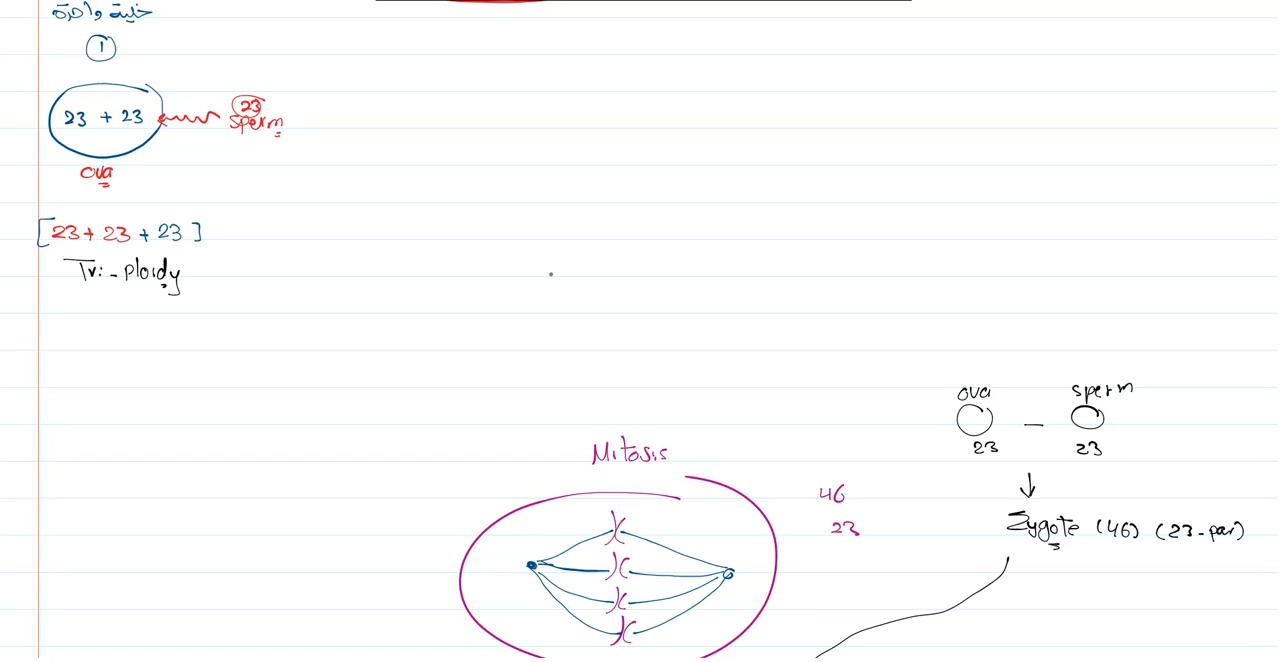 خلية واحدة
1
23 + 23
23
sperm
ova
[23 + 23 + 23]
Tri-ploidy
ova sperm
23 23
Mitosis
46
23
Zygote (46) (23-pair)